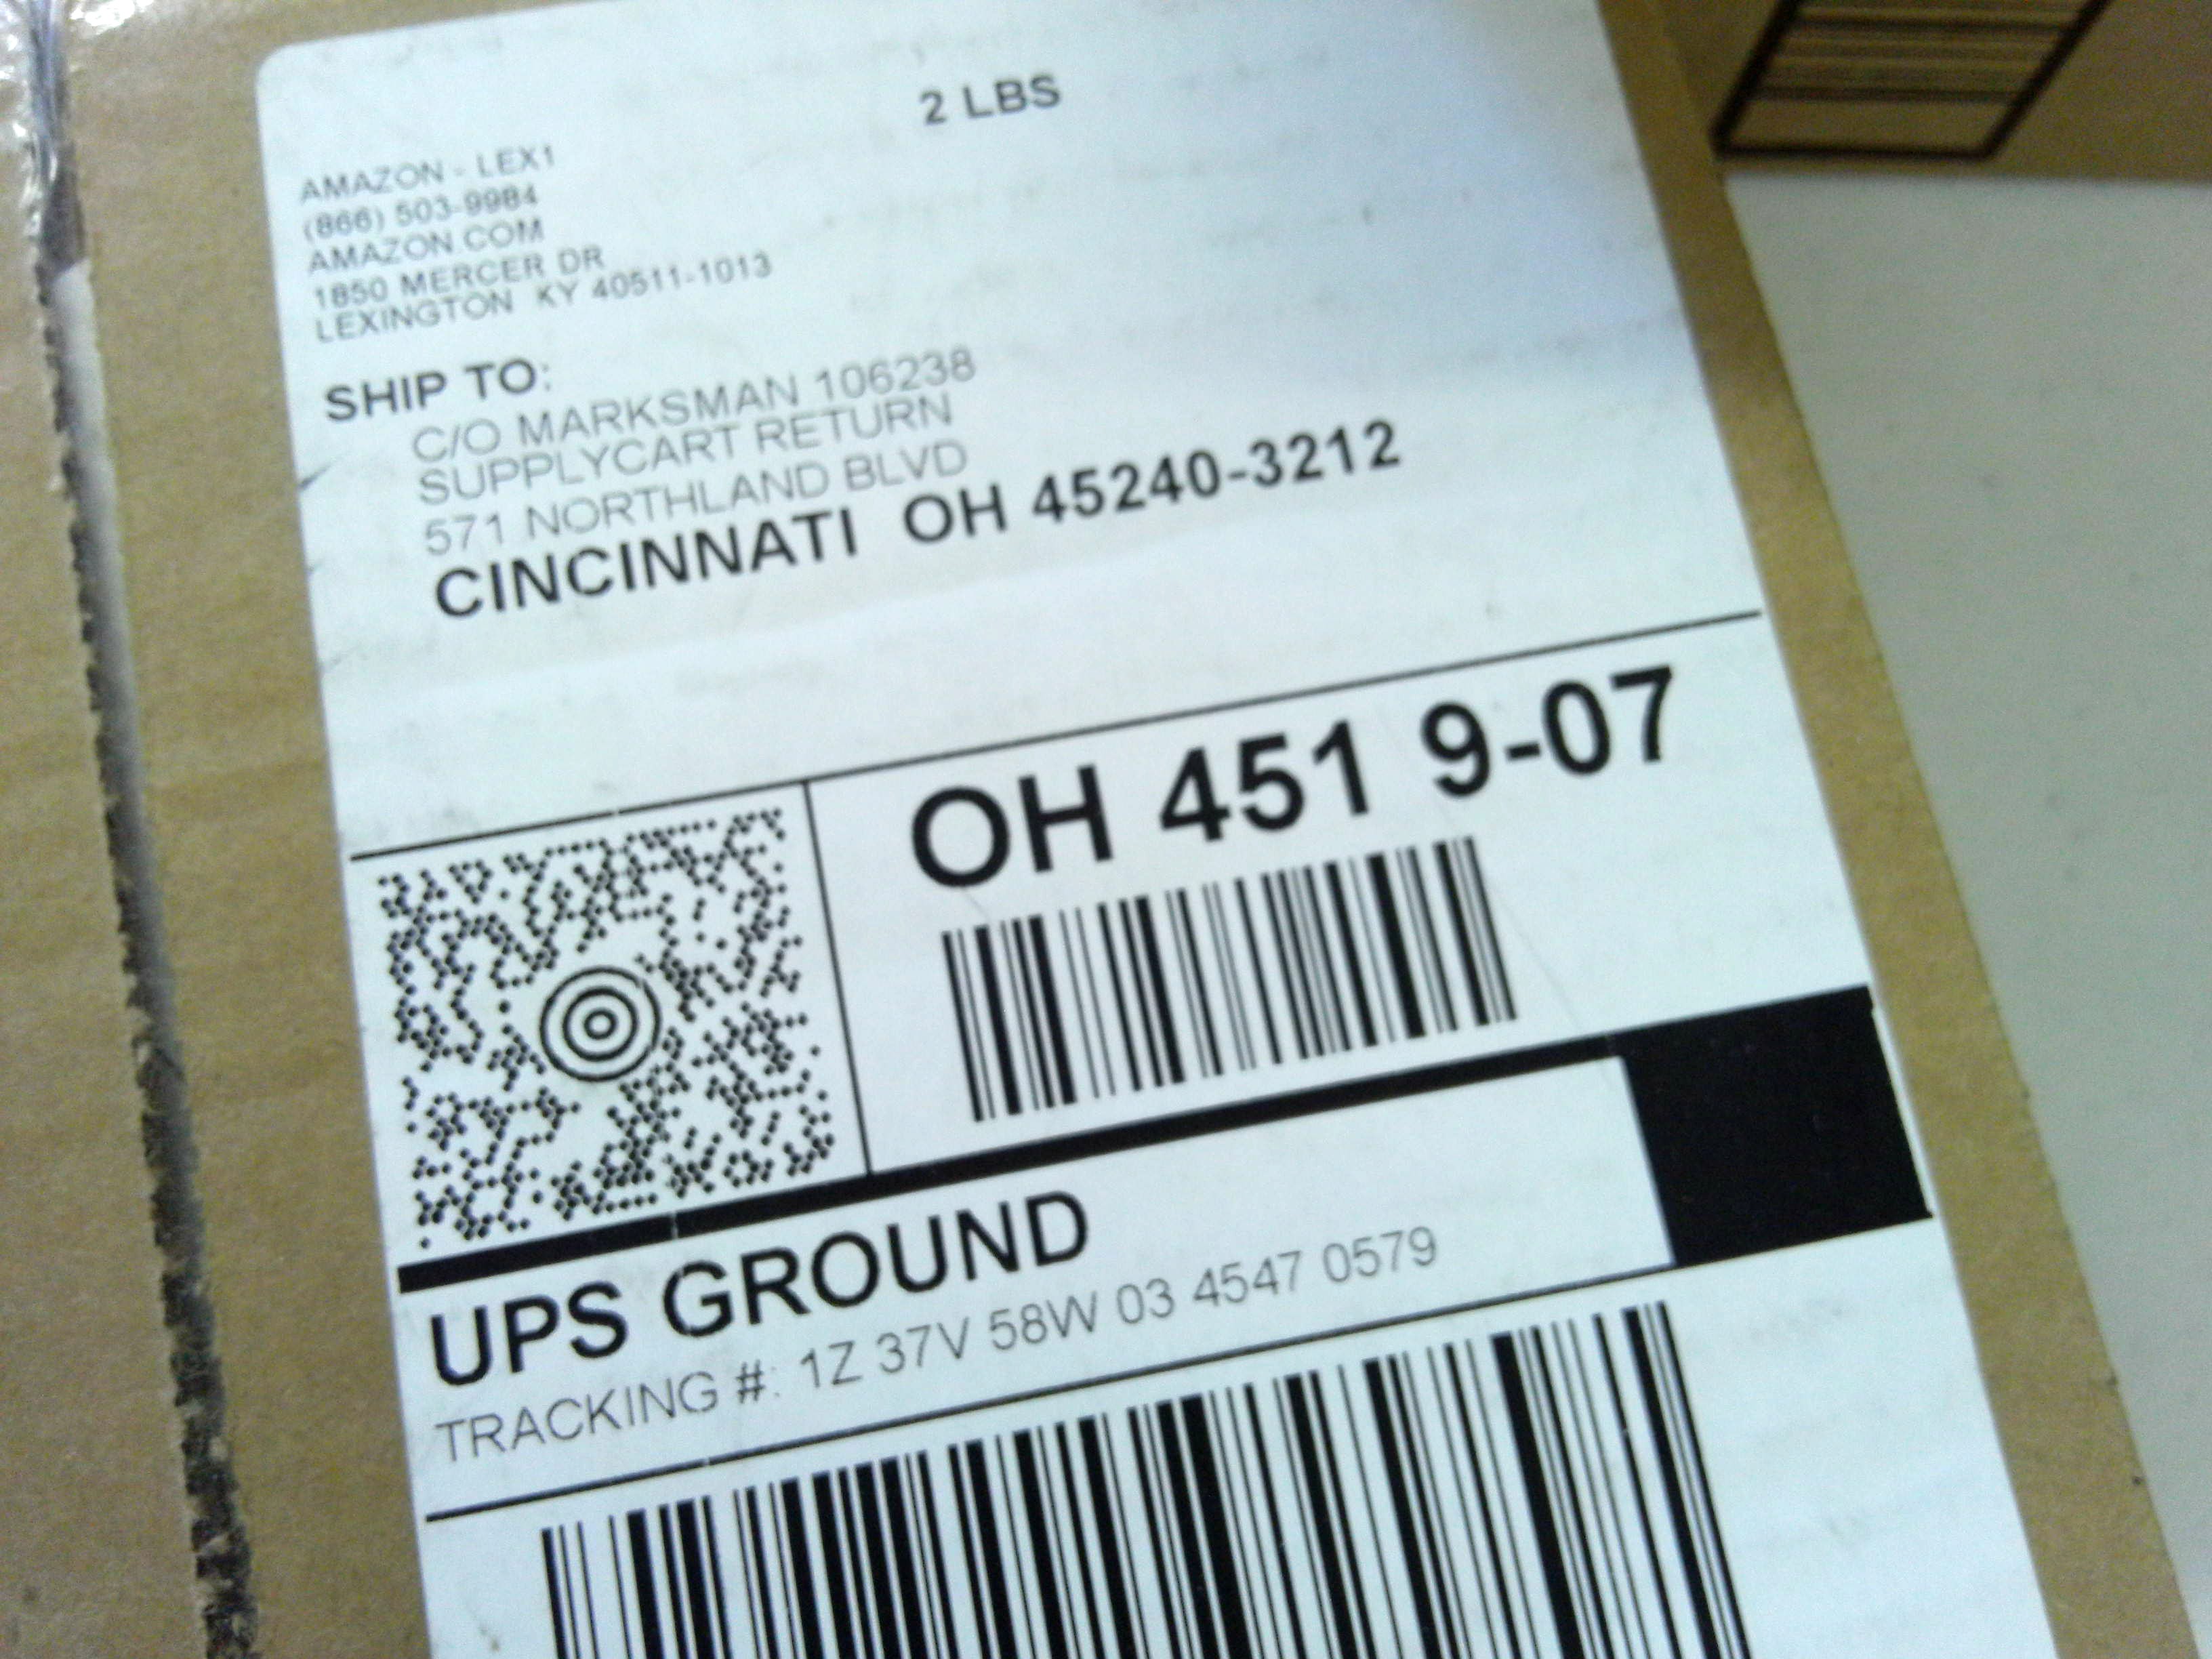 2 LBS
AMAZON - LEX1
(866) 503-9984
AMAZON.COM
1850 MERCER DR
LEXINGTON KY 40511-1013
SHIP TO:
C/O MARKSMAN 106238
SUPPLYCART RETURN
571 NORTHLAND BLVD
CINCINNATI OH 45240-3212
OH 451 9-07
UPS GROUND
TRACKING #: 1Z 37V 58W 03 4547 0579